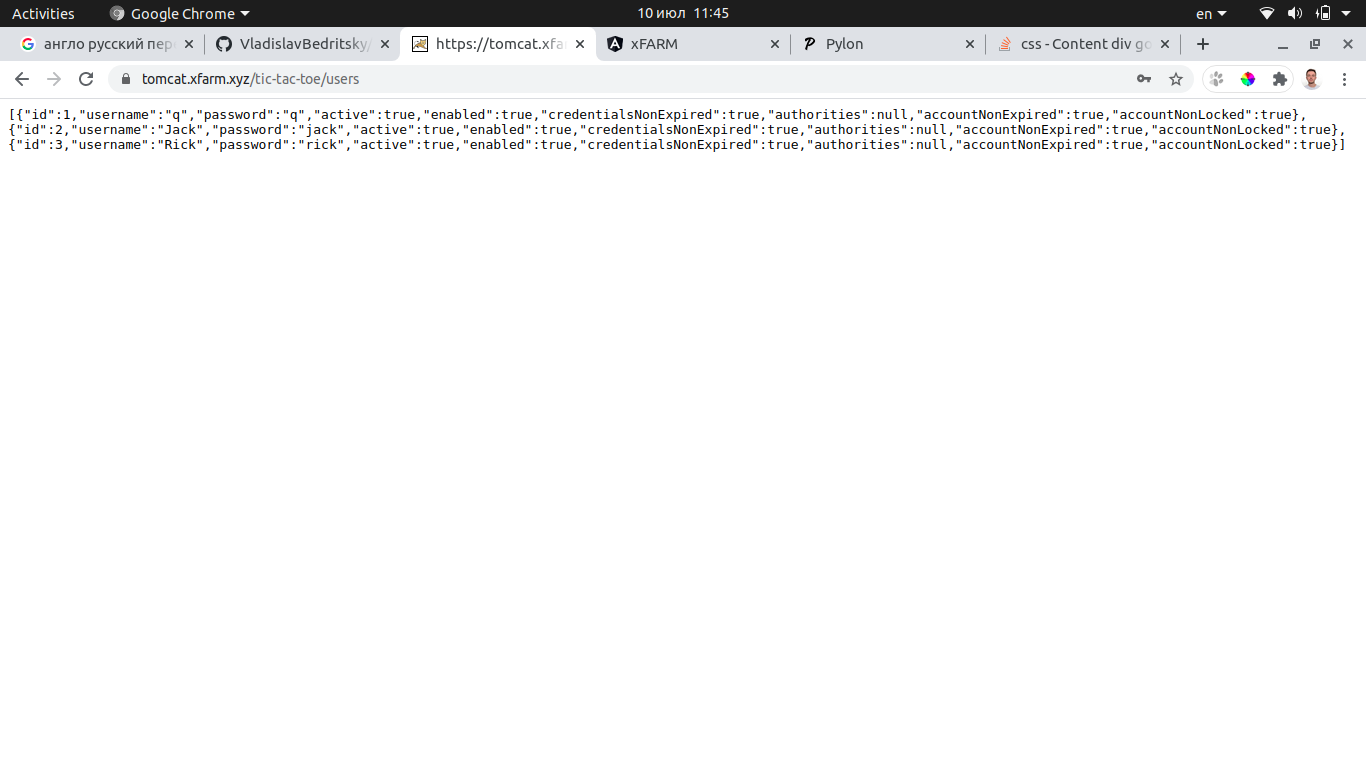 Activities Google Chrome 10 июл 11:45 en
англо русский пер VladislavBedritsky/ https://tomcat.xfa xFARM Pylon css - Content div go
tomcat.xfarm.xyz/tic-tac-toe/users
[{"id":1,"username":"q","password":"q","active":true,"enabled":true,"credentialsNonExpired":true,"authorities":null,"accountNonExpired":true,"accountNonLocked":true},
{"id":2,"username":"Jack","password":"jack","active":true,"enabled":true,"credentialsNonExpired":true,"authorities":null,"accountNonExpired":true,"accountNonLocked":true},
{"id":3,"username":"Rick","password":"rick","active":true,"enabled":true,"credentialsNonExpired":true,"authorities":null,"accountNonExpired":true,"accountNonLocked":true}]